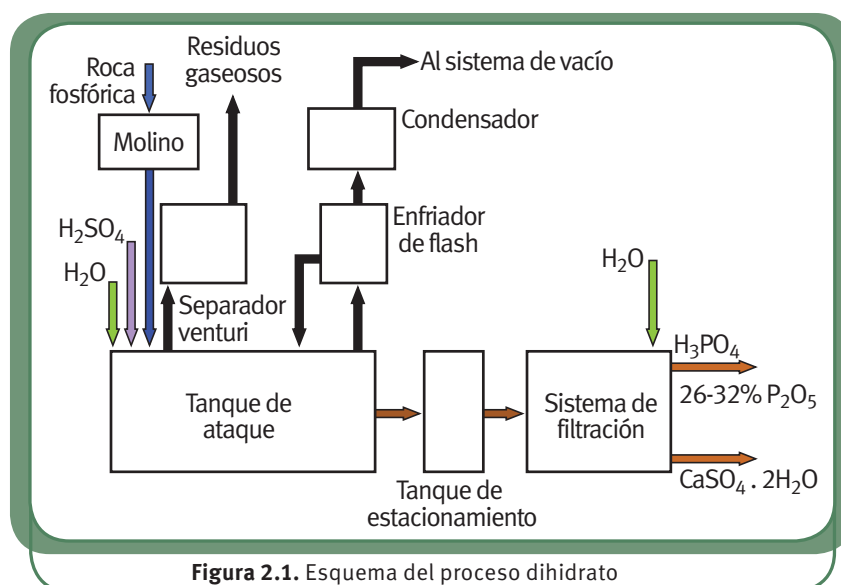 Residuos
gaseosos
Al sistema de vacío
Roca
fosfórica
Condensador
Molino
Enfriador
de flash
H₂SO₄
H₂O
H₂O
Separador
venturi
H₃PO₄
26-32% P₂O₅
Tanque de
ataque
Sistema de
filtración
CaSO₄ . 2H₂O
Tanque de
estacionamiento
Figura 2.1. Esquema del proceso dihidrato